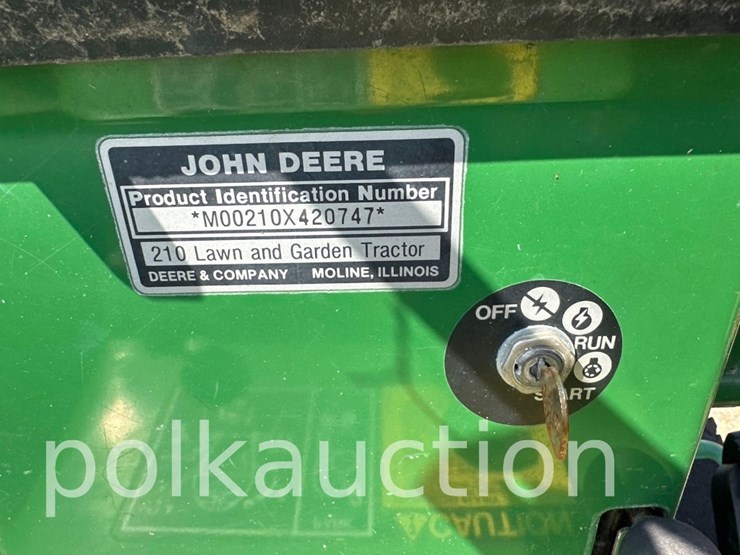 JOHN DEERE
Product Identification Number
*M00210X420747*
210 Lawn and Garden Tractor
DEERE & COMPANY MOLINE, ILLINOIS
OFF
RUN
START
polkauction
CAUTION